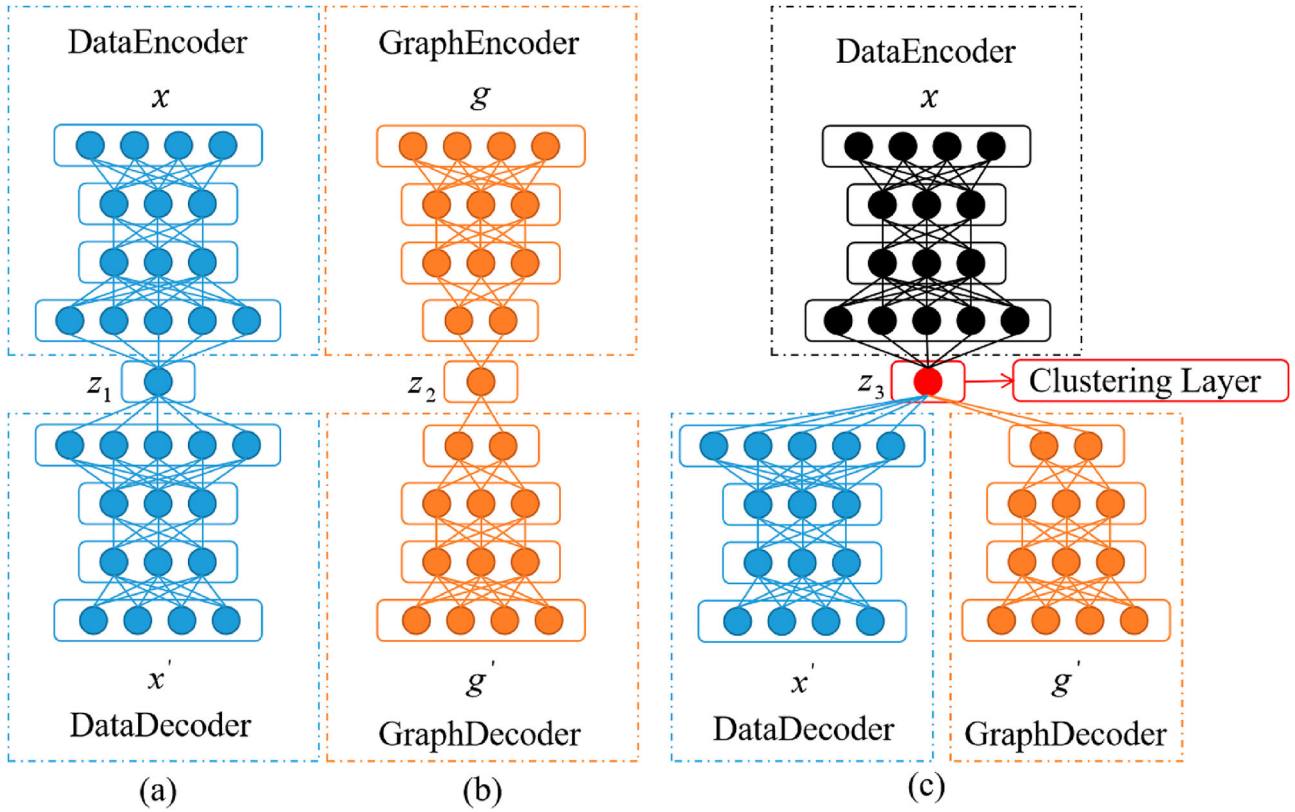 DataEncoder
x
z1
x'
DataDecoder
(a)
GraphEncoder
g
z2
g'
GraphDecoder
(b)
DataEncoder
x
z3
Clustering Layer
x'
DataDecoder
g'
GraphDecoder
(c)